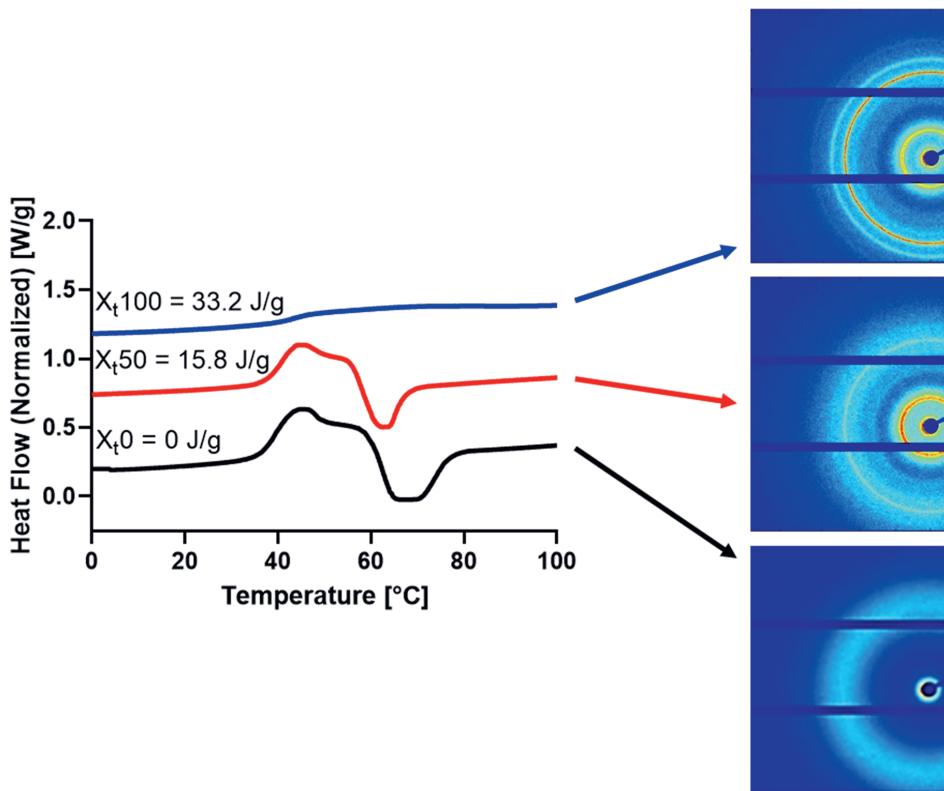 Heat Flow (Normalized) [W/g]
2.0
1.5
1.0
0.5
0.0
Xt100 = 33.2 J/g
Xt50 = 15.8 J/g
Xt0 = 0 J/g
0 20 40 60 80 100
Temperature [°C]